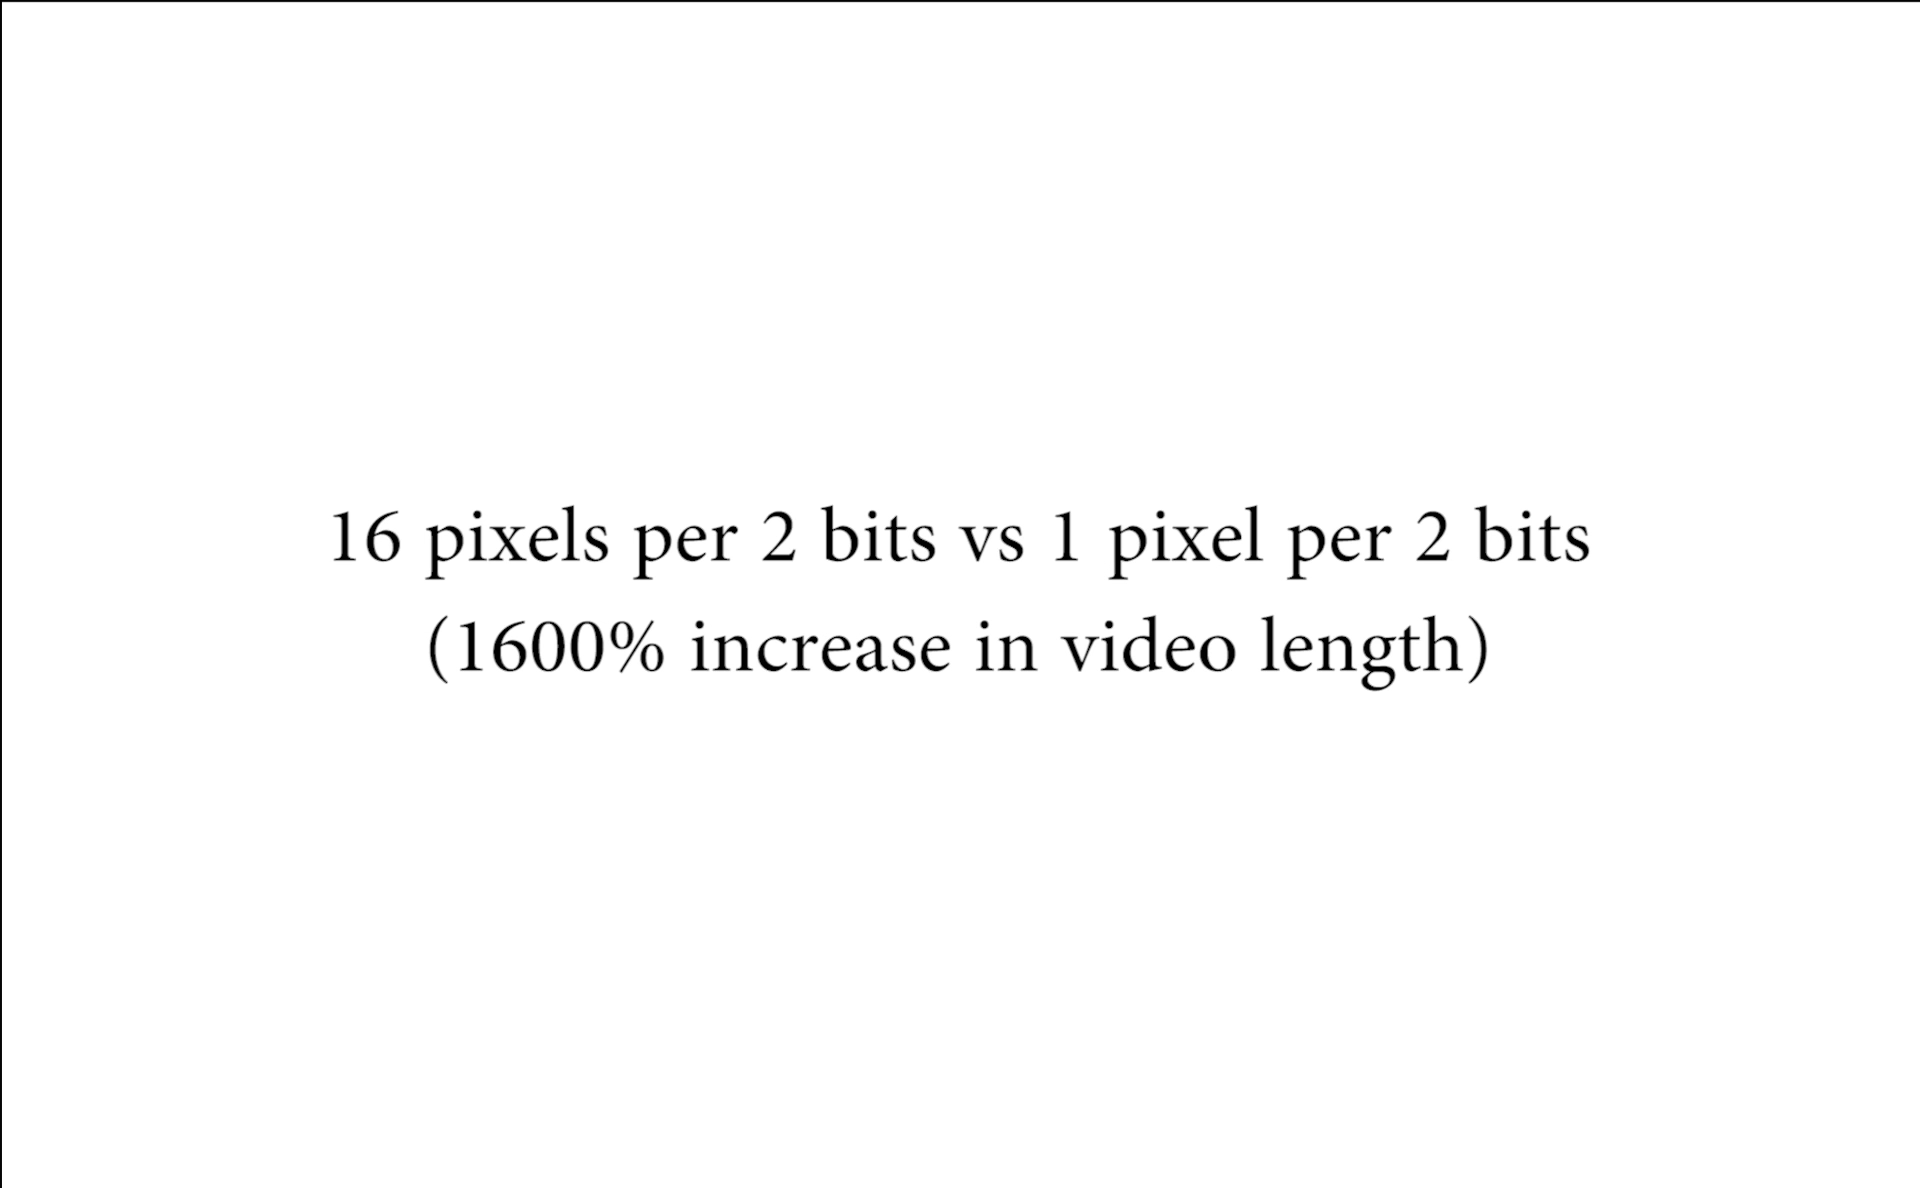 16 pixels per 2 bits vs 1 pixel per 2 bits
(1600% increase in video length)